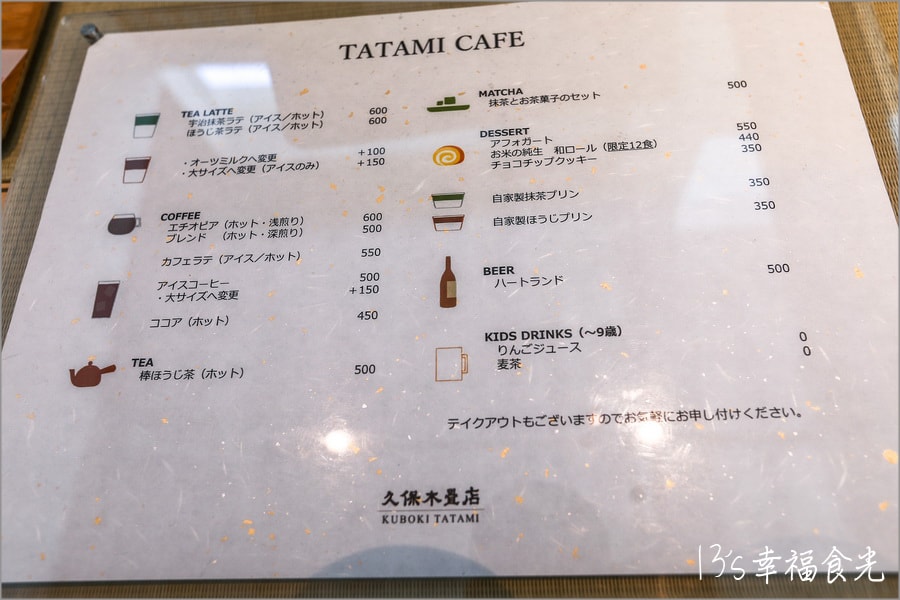 TATAMI CAFE
TEA LATTE
宇治抹茶ラテ（アイス／ホット） 600
ほうじ茶ラテ（アイス／ホット） 600
・オーツミルクへ変更 +100
・大サイズへ変更（アイスのみ） +150
COFFEE
エチオピア（ホット・浅煎り） 600
ブレンド （ホット・深煎り） 500
カフェラテ（アイス／ホット） 550
アイスコーヒー 500
・大サイズへ変更 +150
ココア（ホット） 450
TEA
棒ほうじ茶（ホット） 500
MATCHA
抹茶とお茶菓子のセット 500
DESSERT
アフォガート 550
お米の純生 和ロール（限定12食） 440
チョコチップクッキー 350
自家製抹茶プリン 350
自家製ほうじプリン 350
BEER
ハートランド 500
KIDS DRINKS（〜9歳）
りんごジュース 0
麦茶 0
テイクアウトもございますのでお気軽にお申し付けください。
久保木畳店
KUBOKI TATAMI
13's幸福食光